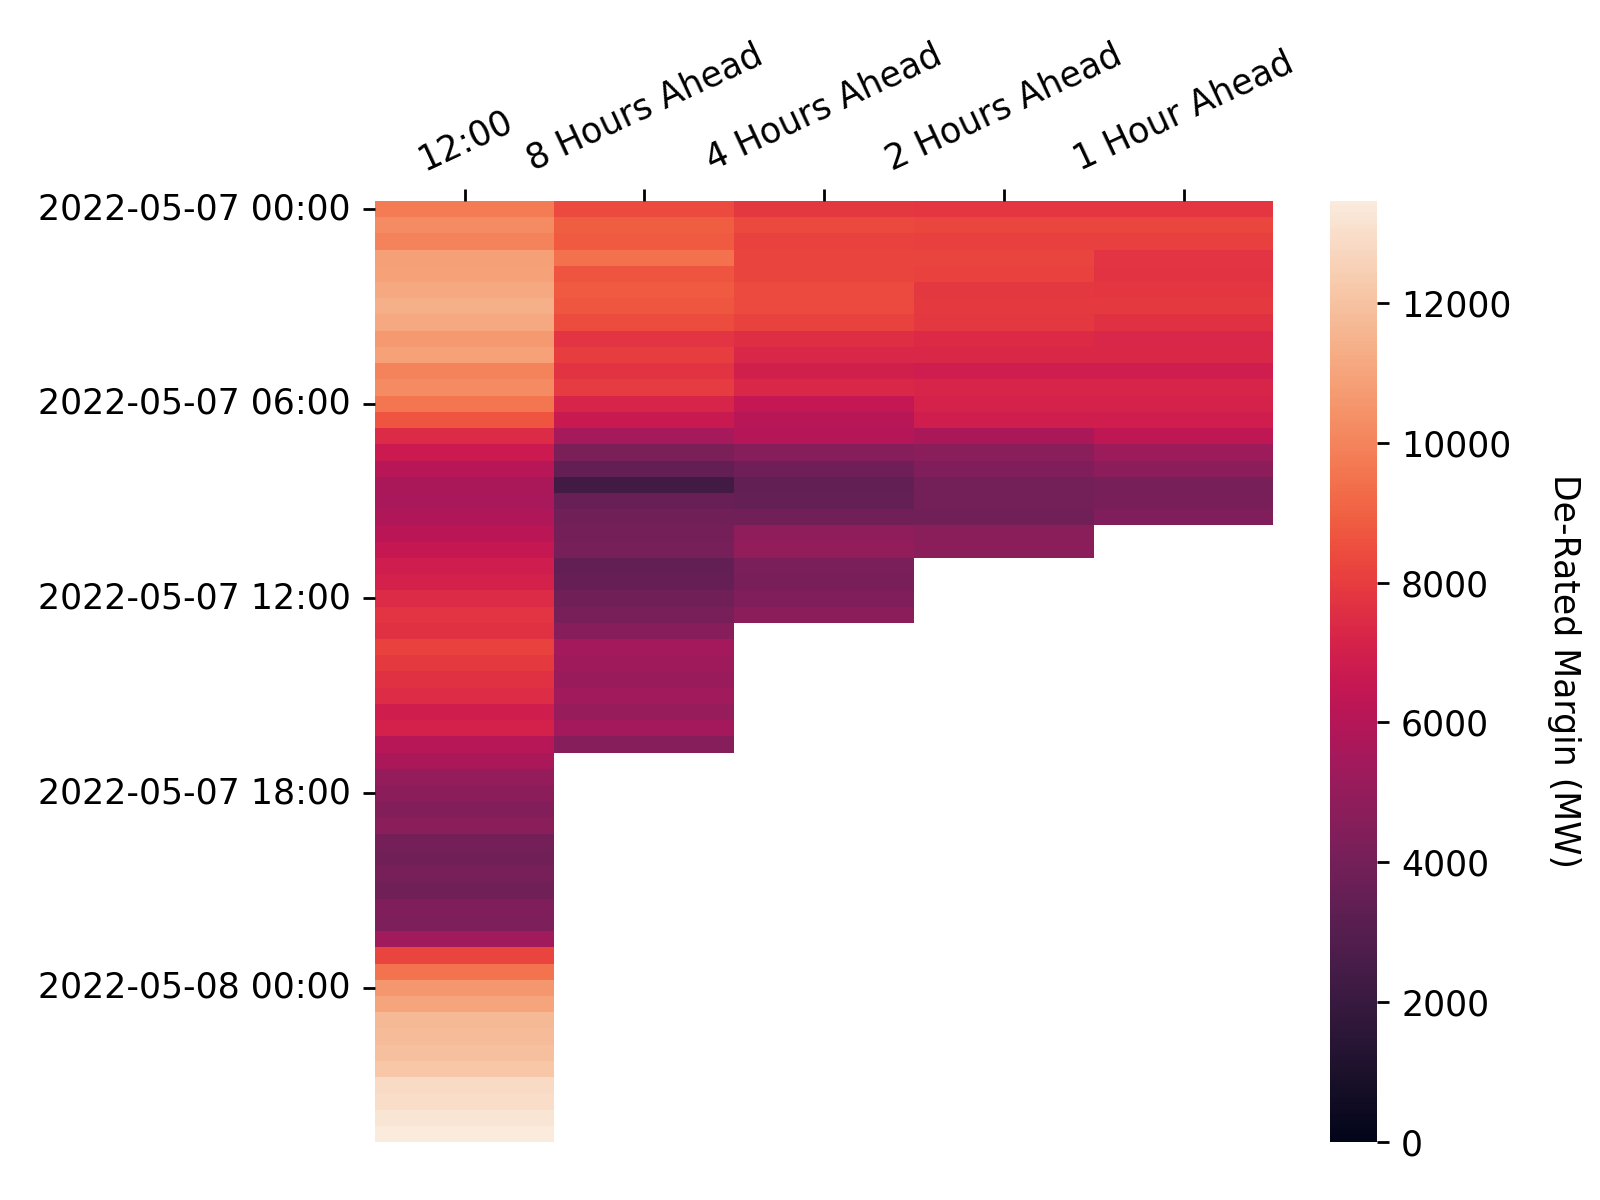 12:00
8 Hours Ahead
4 Hours Ahead
2 Hours Ahead
1 Hour Ahead
2022-05-07 00:00
2022-05-07 06:00
2022-05-07 12:00
2022-05-07 18:00
2022-05-08 00:00
12000
10000
8000
6000
4000
2000
0
De-Rated Margin (MW)